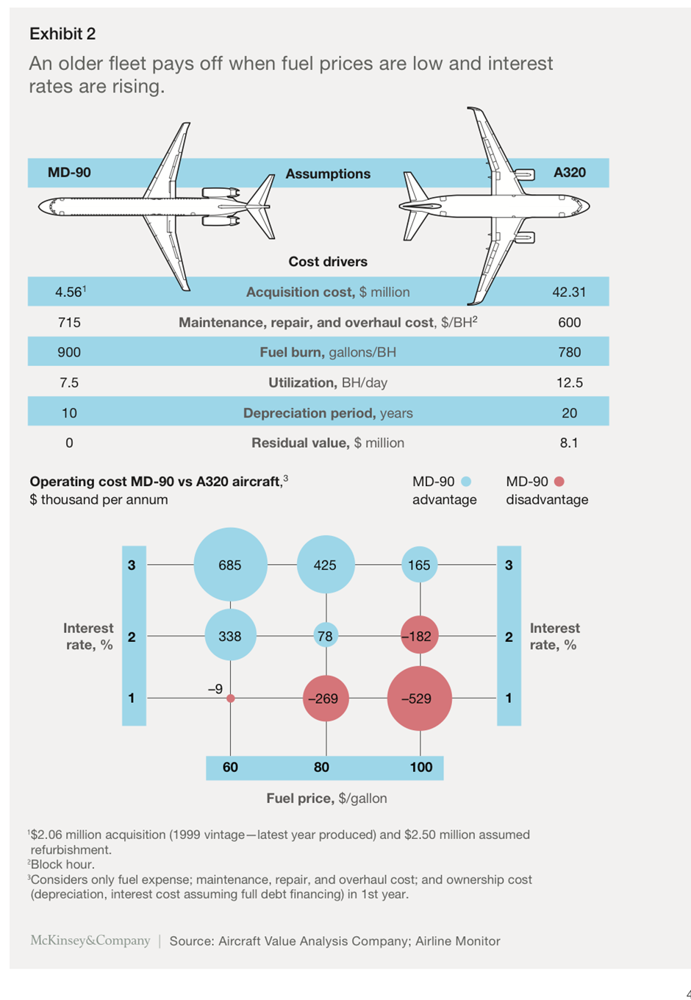 Exhibit 2
An older fleet pays off when fuel prices are low and interest
rates are rising.
MD-90 Assumptions A320
Cost drivers
4.56¹ Acquisition cost, $ million 42.31
715 Maintenance, repair, and overhaul cost, $/BH² 600
900 Fuel burn, gallons/BH 780
7.5 Utilization, BH/day 12.5
10 Depreciation period, years 20
0 Residual value, $ million 8.1
Operating cost MD-90 vs A320 aircraft,³
$ thousand per annum
MD-90 advantage
MD-90 disadvantage
3 685 425 165 3
Interest rate, % 2 338 78 –182 2 Interest rate, %
1 –9 –269 –529 1
60 80 100
Fuel price, $/gallon
¹$2.06 million acquisition (1999 vintage—latest year produced) and $2.50 million assumed
refurbishment.
²Block hour.
³Considers only fuel expense; maintenance, repair, and overhaul cost; and ownership cost
(depreciation, interest cost assuming full debt financing) in 1st year.
McKinsey&Company | Source: Aircraft Value Analysis Company; Airline Monitor